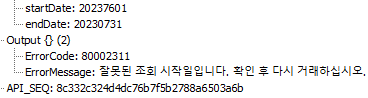 startDate: 20237601
endDate: 20230731
Output {} (2)
ErrorCode: 80002311
ErrorMessage: 잘못된 조회 시작일입니다. 확인 후 다시 거래하십시오.
API_SEQ: 8c332c324d4dc76b7f5b2788a6503a6b